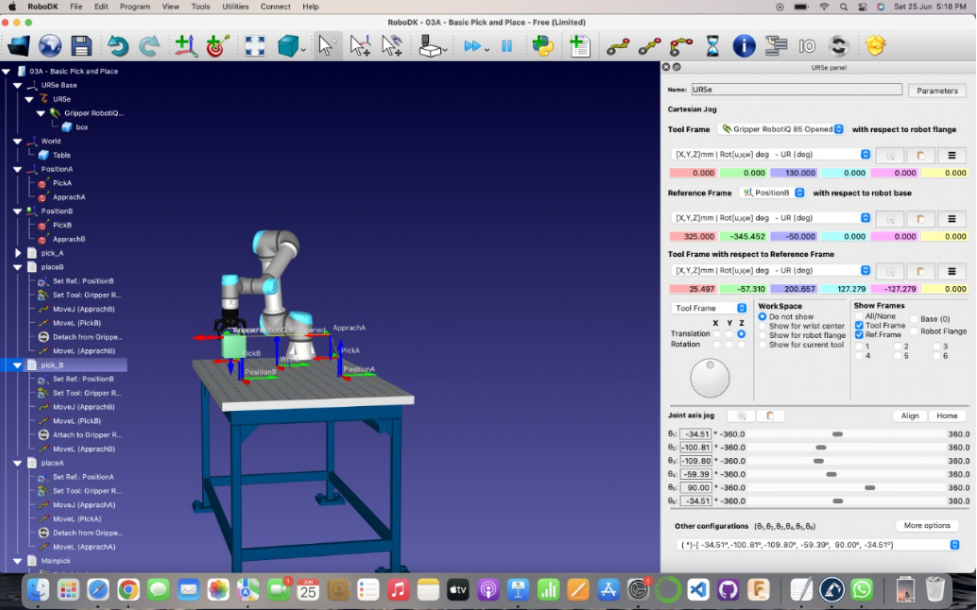 RoboDK File Edit Program View Tools Utilities Connect Help Sat 25 Jun 5:18 PM
RoboDK - 03A - Basic Pick and Place - Free (Limited)
03A - Basic Pick and Place
UR5e Base
UR5e
Gripper RobotiQ...
box
World
Table
PositionA
PickA
ApprachA
PositionB
PickB
ApprachB
pick_A
placeB
Set Ref.: PositionB
Set Tool: Gripper R...
MoveJ (ApprachB)
MoveL (PickB)
Detach from Grippe...
MoveL (ApprachB)
pick_B
Set Ref.: PositionB
Set Tool: Gripper R...
MoveJ (ApprachB)
MoveL (PickB)
Attach to Gripper R...
MoveL (ApprachB)
placeA
Set Ref.: PositionA
Set Tool: Gripper R...
MoveJ (ApprachA)
MoveL (PickA)
Detach from Grippe...
MoveL (ApprachA)
Mainpick
ApprachA
PickB
PickA
PositionB
PositionA
UR5e panel
Name: UR5e Parameters
Cartesian Jog
Tool Frame Gripper RobotiQ 85 Opened with respect to robot flange
[X,Y,Z]mm | Rot[u,v,w] deg - UR (deg)
0.000 0.000 130.000 0.000 0.000 0.000
Reference Frame PositionB with respect to robot base
[X,Y,Z]mm | Rot[u,v,w] deg - UR (deg)
325.000 -345.452 -50.000 0.000 0.000 0.000
Tool Frame with respect to Reference Frame
[X,Y,Z]mm | Rot[u,v,w] deg - UR (deg)
25.497 -57.310 200.657 127.279 -127.279 0.000
Tool Frame
X Y Z
Translation
Rotation
WorkSpace
Do not show
Show for wrist center
Show for robot flange
Show for current tool
Show Frames
All/None Base (0)
Tool Frame Robot Flange
Ref.Frame
1 2 3
4 5 6
Joint axis jog Align Home
θ₁: -34.51 ° -360.0 360.0
θ₂: -100.81 ° -360.0 360.0
θ₃: -109.80 ° -360.0 360.0
θ₄: -59.39 ° -360.0 360.0
θ₅: 90.00 ° -360.0 360.0
θ₆: -34.51 ° -360.0 360.0
Other configurations (θ₁,θ₂,θ₃,θ₄,θ₅,θ₆) More options
( *)-[ -34.51°,-100.81°,-109.80°, -59.39°, 90.00°, -34.51°]
JUN
25
tv